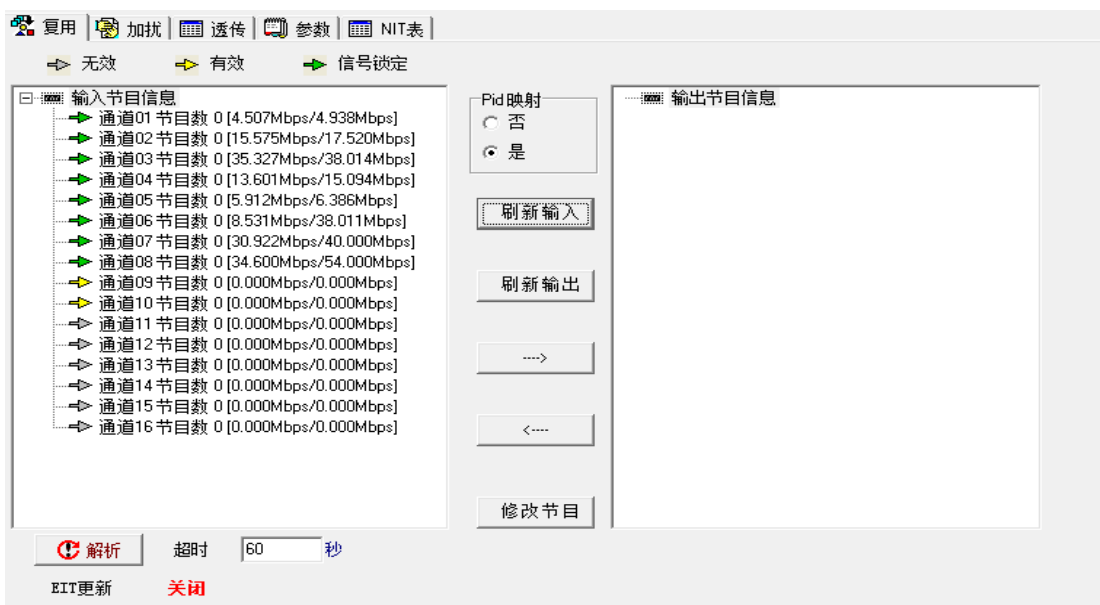 复用 加扰 透传 参数 NIT表
无效 有效 信号锁定
输入节目信息
通道01 节目数 0 [4.507Mbps/4.938Mbps]
通道02 节目数 0 [15.575Mbps/17.520Mbps]
通道03 节目数 0 [35.327Mbps/38.014Mbps]
通道04 节目数 0 [13.601Mbps/15.094Mbps]
通道05 节目数 0 [5.912Mbps/6.386Mbps]
通道06 节目数 0 [8.531Mbps/38.011Mbps]
通道07 节目数 0 [30.922Mbps/40.000Mbps]
通道08 节目数 0 [34.600Mbps/54.000Mbps]
通道09 节目数 0 [0.000Mbps/0.000Mbps]
通道10 节目数 0 [0.000Mbps/0.000Mbps]
通道11 节目数 0 [0.000Mbps/0.000Mbps]
通道12 节目数 0 [0.000Mbps/0.000Mbps]
通道13 节目数 0 [0.000Mbps/0.000Mbps]
通道14 节目数 0 [0.000Mbps/0.000Mbps]
通道15 节目数 0 [0.000Mbps/0.000Mbps]
通道16 节目数 0 [0.000Mbps/0.000Mbps]
Pid映射
否
是
刷新输入
刷新输出
---->
<----
修改节目
输出节目信息
解析 超时 60 秒
EIT更新 关闭